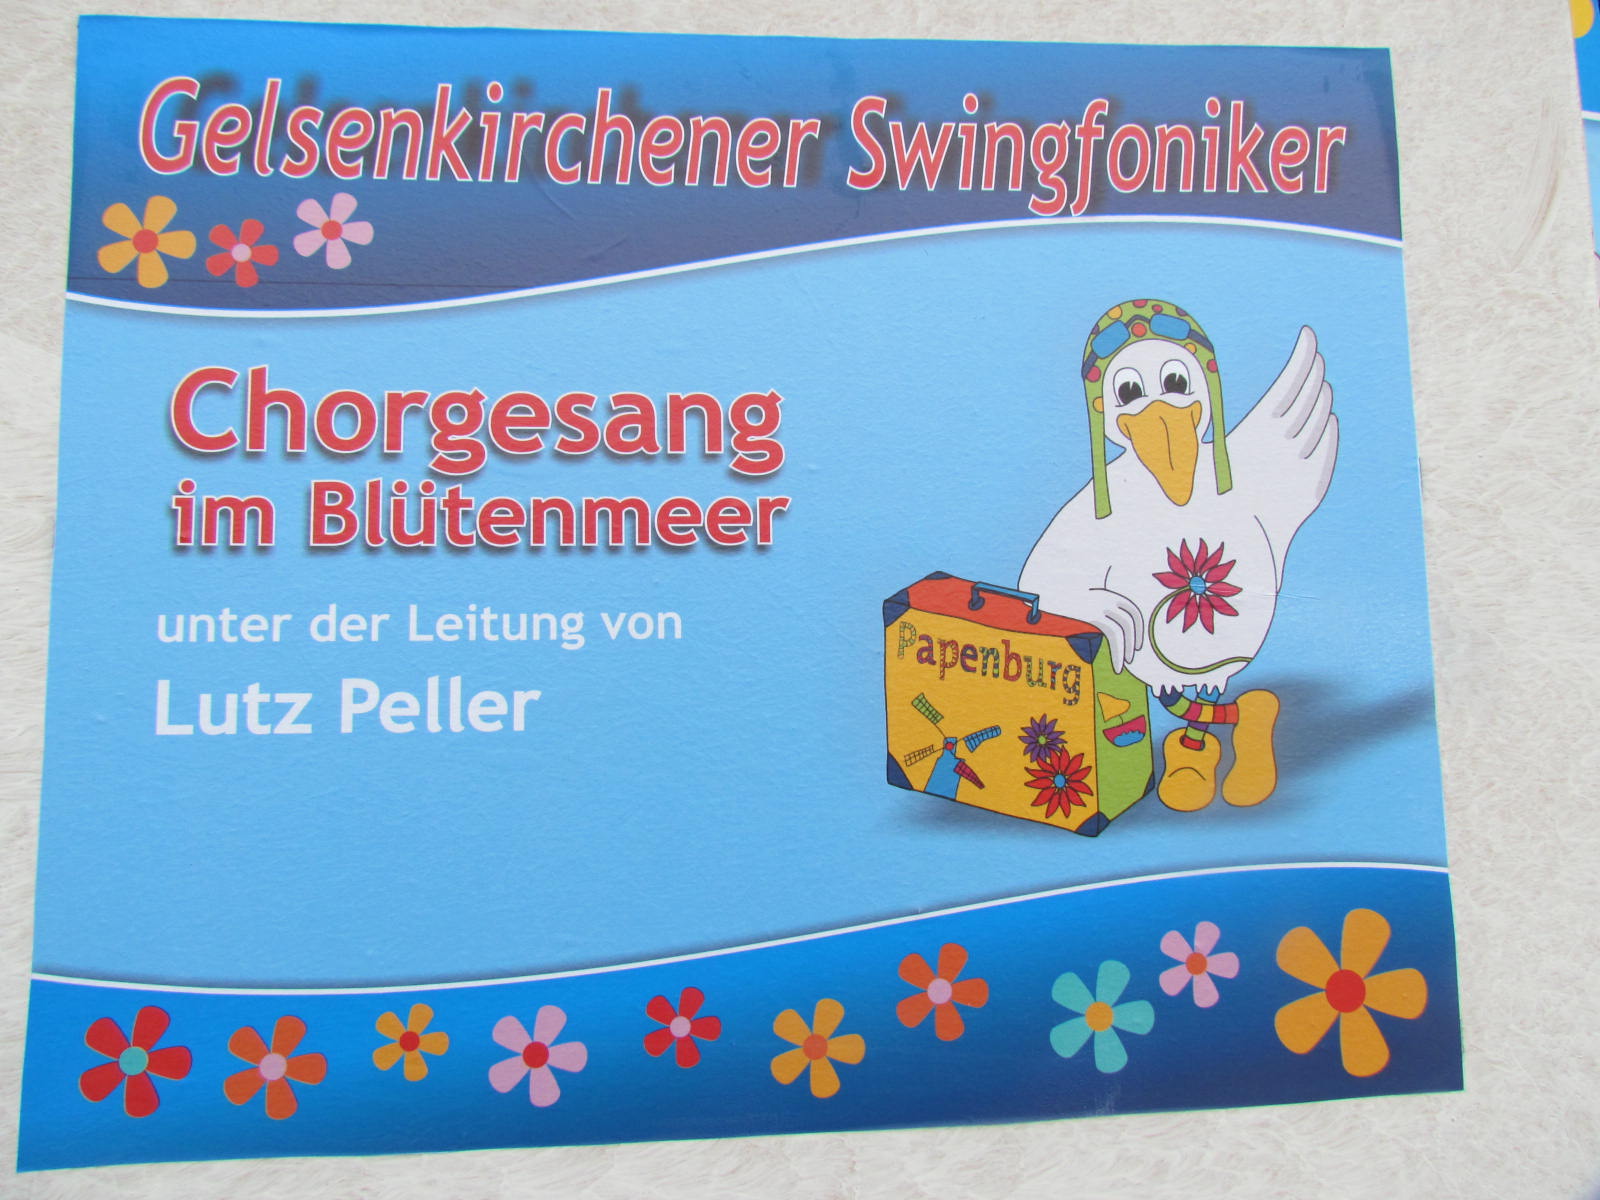 Gelsenkirchener Swingfoniker
Chorgesang
im Blütenmeer
unter der Leitung von
Lutz Peller
Papenburg